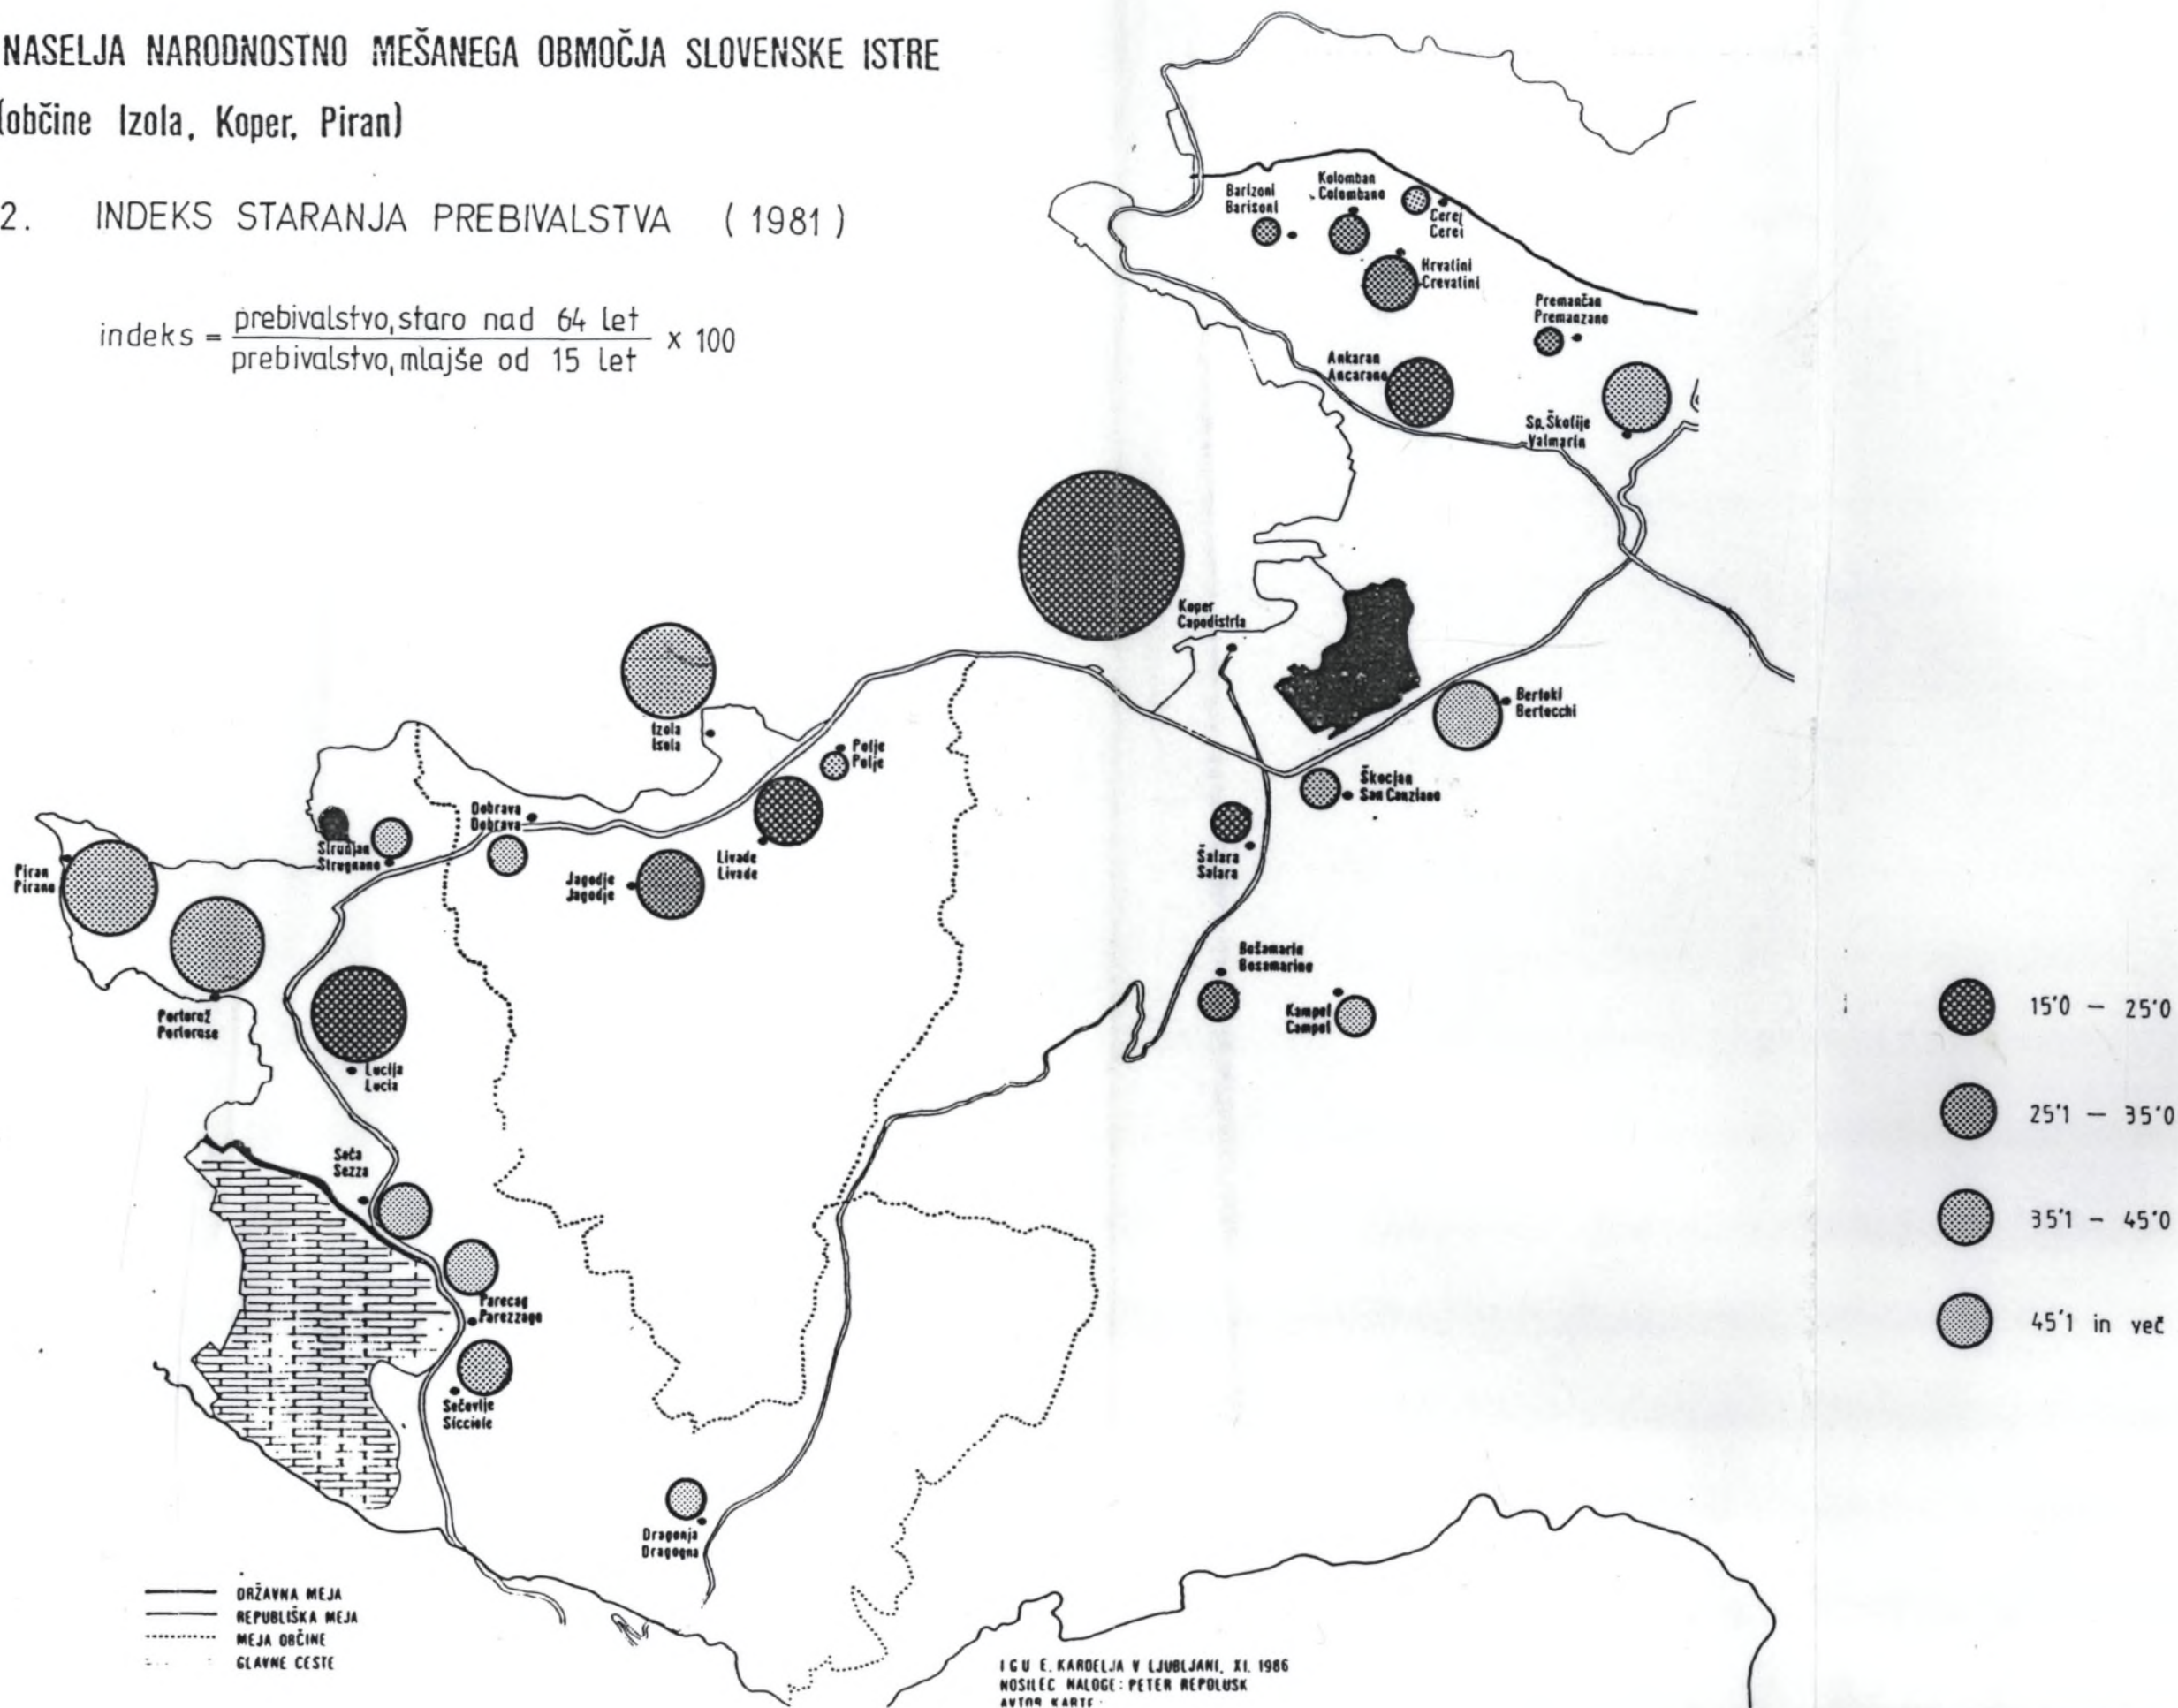 NASELJA NARODNOSTNO MEŠANEGA OBMOČJA SLOVENSKE ISTRE
(občine Izola, Koper, Piran)
2. INDEKS STARANJA PREBIVALSTVA (1981)
indeks = prebivalstvo, staro nad 64 let
prebivalstvo, mlajše od 15 let
x 100
Barizoni
Barisoni
Kolomban
Colombano
Cerej
Cerei
Hrvatini
Crevatini
Premančan
Premanzano
Ankaran
Ancarano
Sp. Škofije
Valmarin
Koper
Capodistria
Izola
Isola
Bertoki
Bertocchi
Polje
Polje
Škocjan
San Canziano
Dobrava
Dobrava
Strunjan
Strugnano
Piran
Pirano
Livade
Livade
Jagodje
Jagodje
Šalara
Salara
Bošamarin
Bosamarino
Kampel
Campel
Portorož
Portorose
Lucija
Lucia
15'0 — 25'0
25'1 — 35'0
35'1 — 45'0
45'1 in več
Seča
Sezza
Parecag
Parezzago
Sečovlje
Sicciole
Dragonja
Dragogna
DRŽAVNA MEJA
REPUBLIŠKA MEJA
MEJA OBČINE
GLAVNE CESTE
IGU E. KARDELJA V LJUBLJANI, XI. 1986
NOSILEC NALOGE: PETER REPOLUSK
AVTOR KARTE: